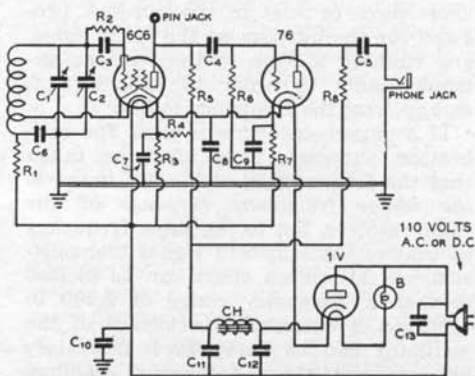 R2
PIN JACK
6C6
76
C3
C4
C5
C1
C2
R5
R6
R8
PHONE JACK
C6
R4
C7
R3
C8
C9
R7
R1
110 VOLTS
A.C. OR D.C.
1V
B
CH
C13
C10
C11
C12